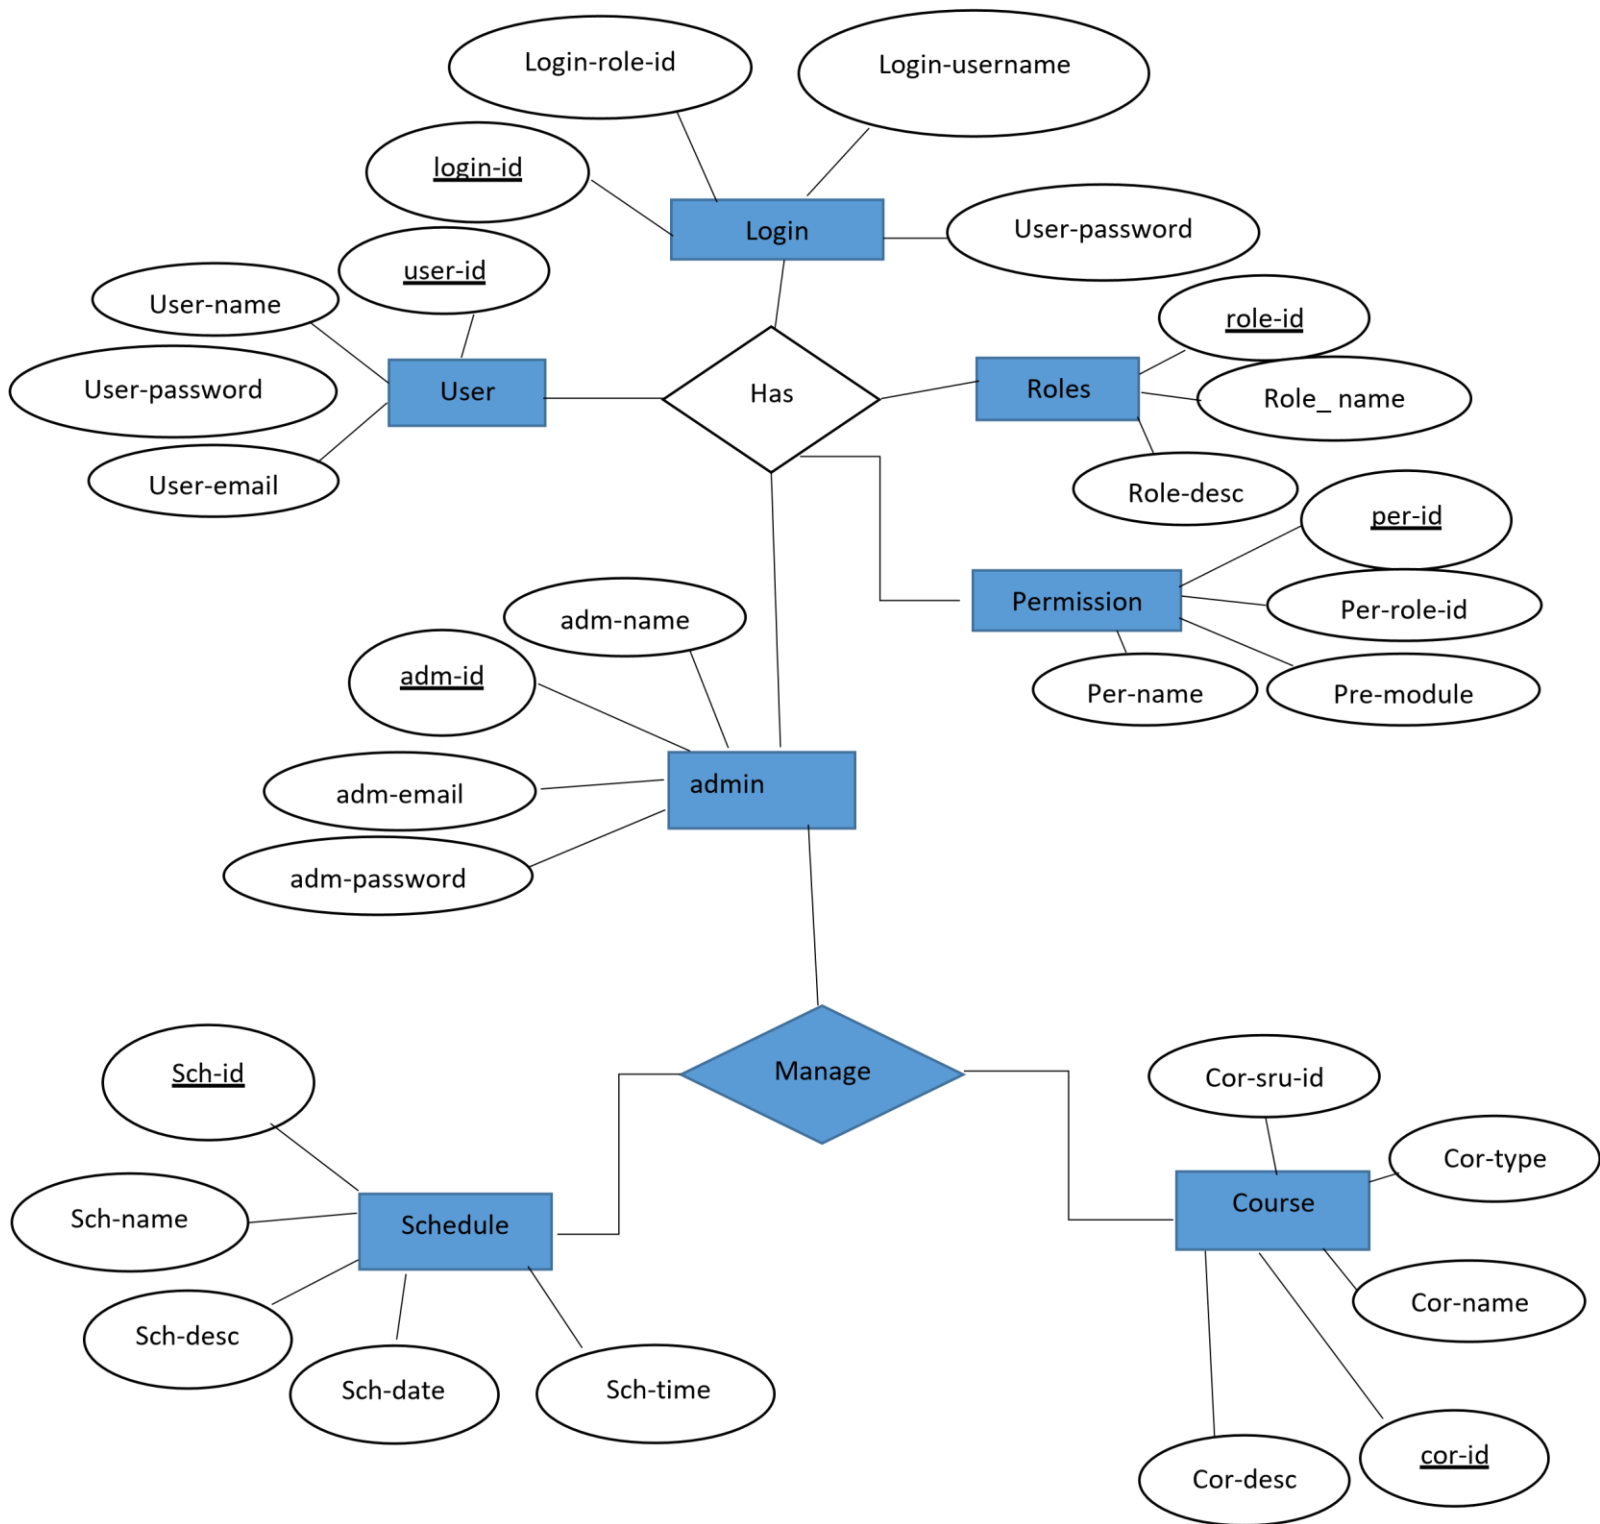 Login-role-id
Login-username
login-id
Login
User-password
user-id
User-name
role-id
User-password
User
Has
Roles
Role_ name
User-email
Role-desc
per-id
Permission
Per-role-id
adm-name
adm-id
Per-name
Pre-module
admin
adm-email
adm-password
Sch-id
Manage
Cor-sru-id
Cor-type
Sch-name
Schedule
Course
Sch-desc
Cor-name
Sch-date
Sch-time
Cor-desc
cor-id